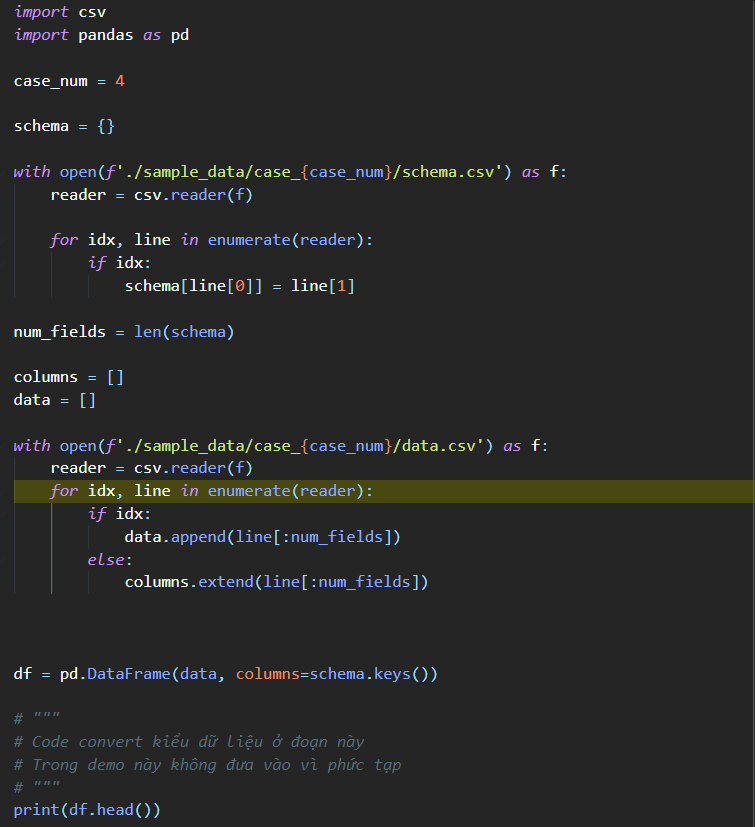 import csv
import pandas as pd
case_num = 4
schema = {}
with open(f'./sample_data/case_{case_num}/schema.csv') as f:
    reader = csv.reader(f)
    for idx, line in enumerate(reader):
        if idx:
            schema[line[0]] = line[1]
num_fields = len(schema)
columns = []
data = []
with open(f'./sample_data/case_{case_num}/data.csv') as f:
    reader = csv.reader(f)
    for idx, line in enumerate(reader):
        if idx:
            data.append(line[:num_fields])
        else:
            columns.extend(line[:num_fields])
df = pd.DataFrame(data, columns=schema.keys())
# """
# Code convert kiểu dữ liệu ở đoạn này
# Trong demo này không đưa vào vì phức tạp
# """
print(df.head())